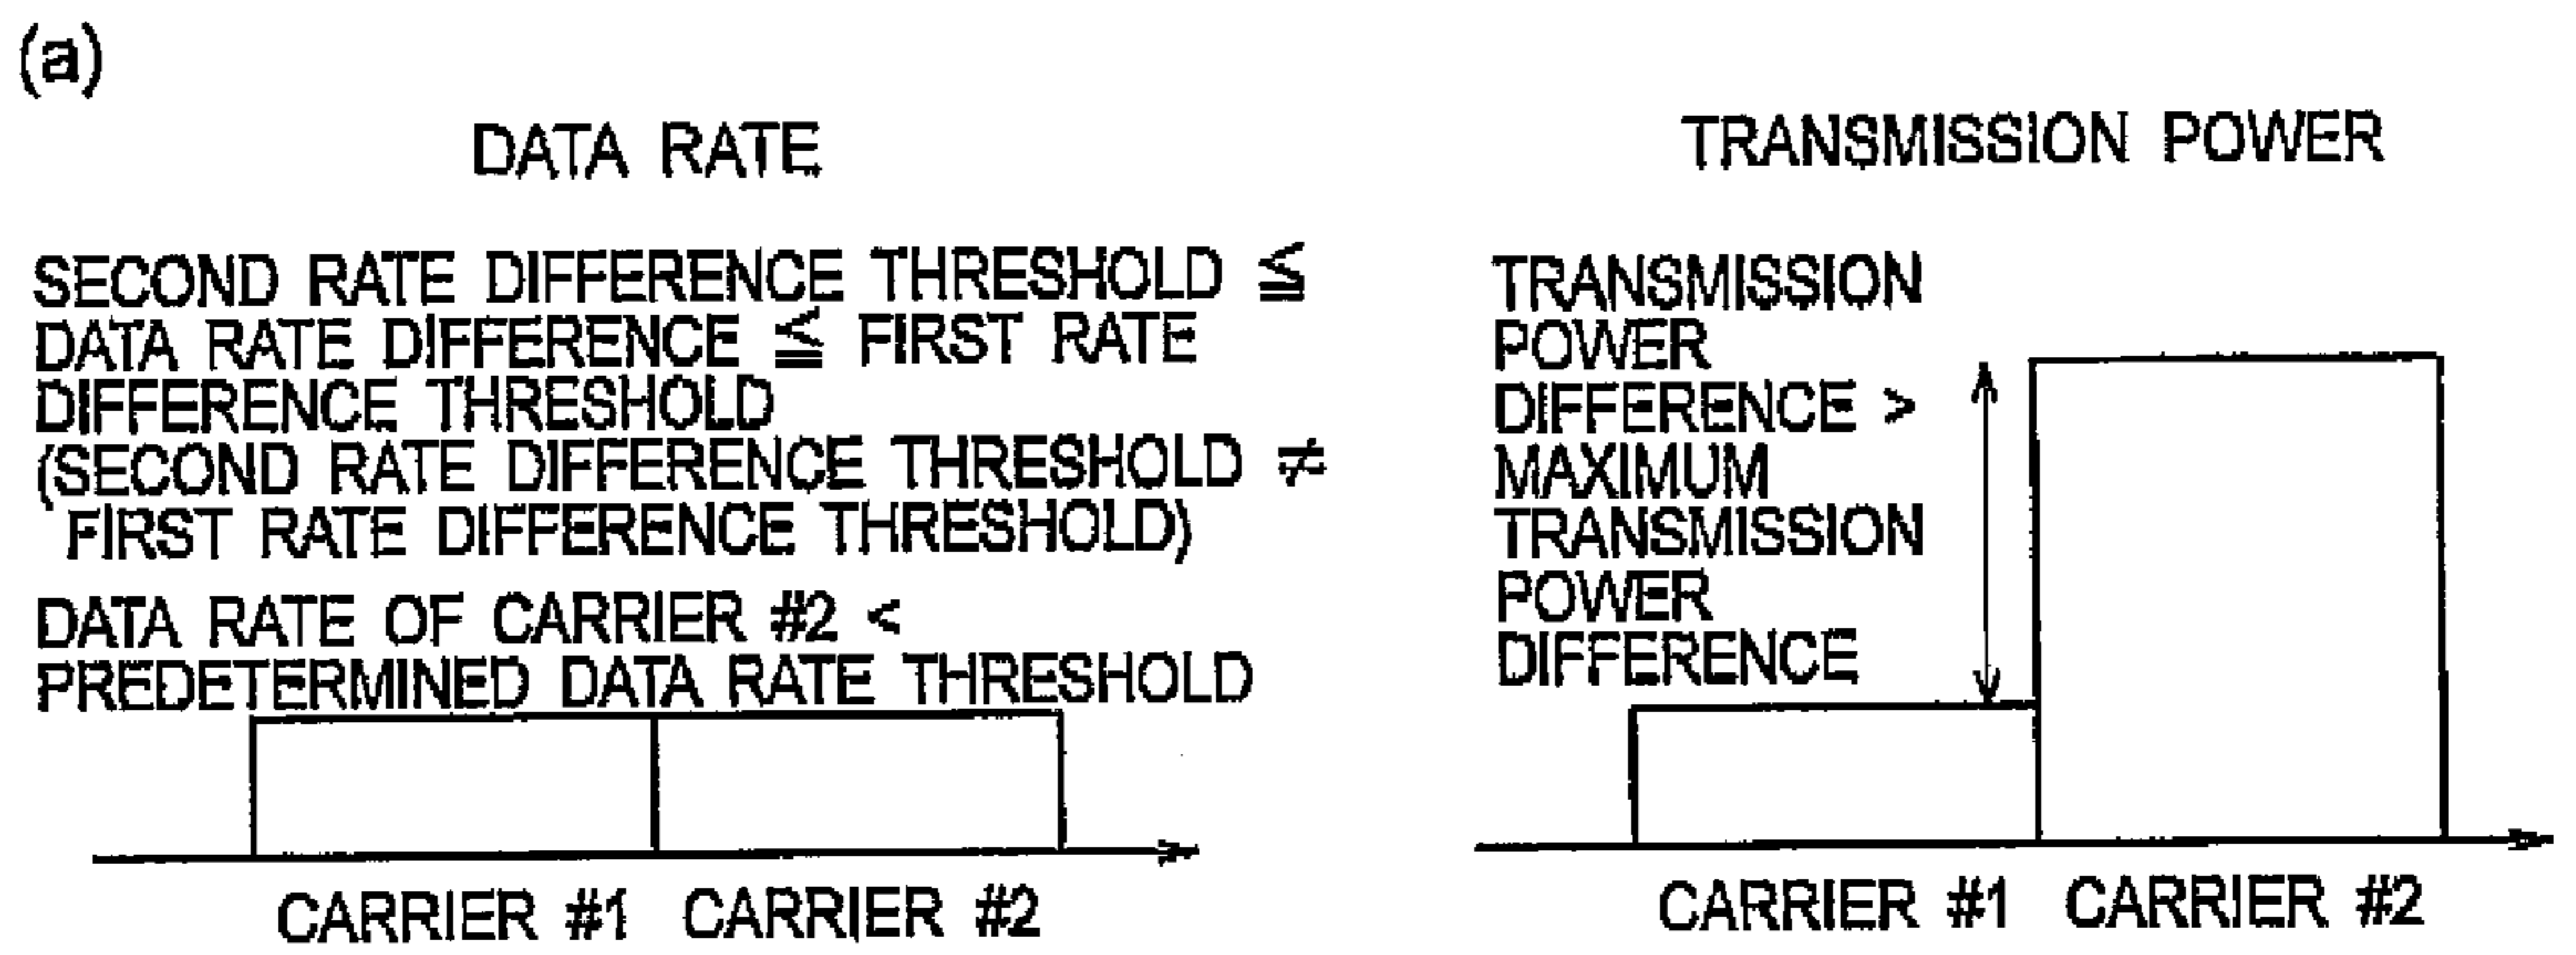 (a)
DATA RATE
SECOND RATE DIFFERENCE THRESHOLD ≦
DATA RATE DIFFERENCE ≦ FIRST RATE
DIFFERENCE THRESHOLD
(SECOND RATE DIFFERENCE THRESHOLD ≠
FIRST RATE DIFFERENCE THRESHOLD)
DATA RATE OF CARRIER #2 <
PREDETERMINED DATA RATE THRESHOLD
CARRIER #1 CARRIER #2
TRANSMISSION POWER
TRANSMISSION
POWER
DIFFERENCE >
MAXIMUM
TRANSMISSION
POWER
DIFFERENCE
CARRIER #1 CARRIER #2